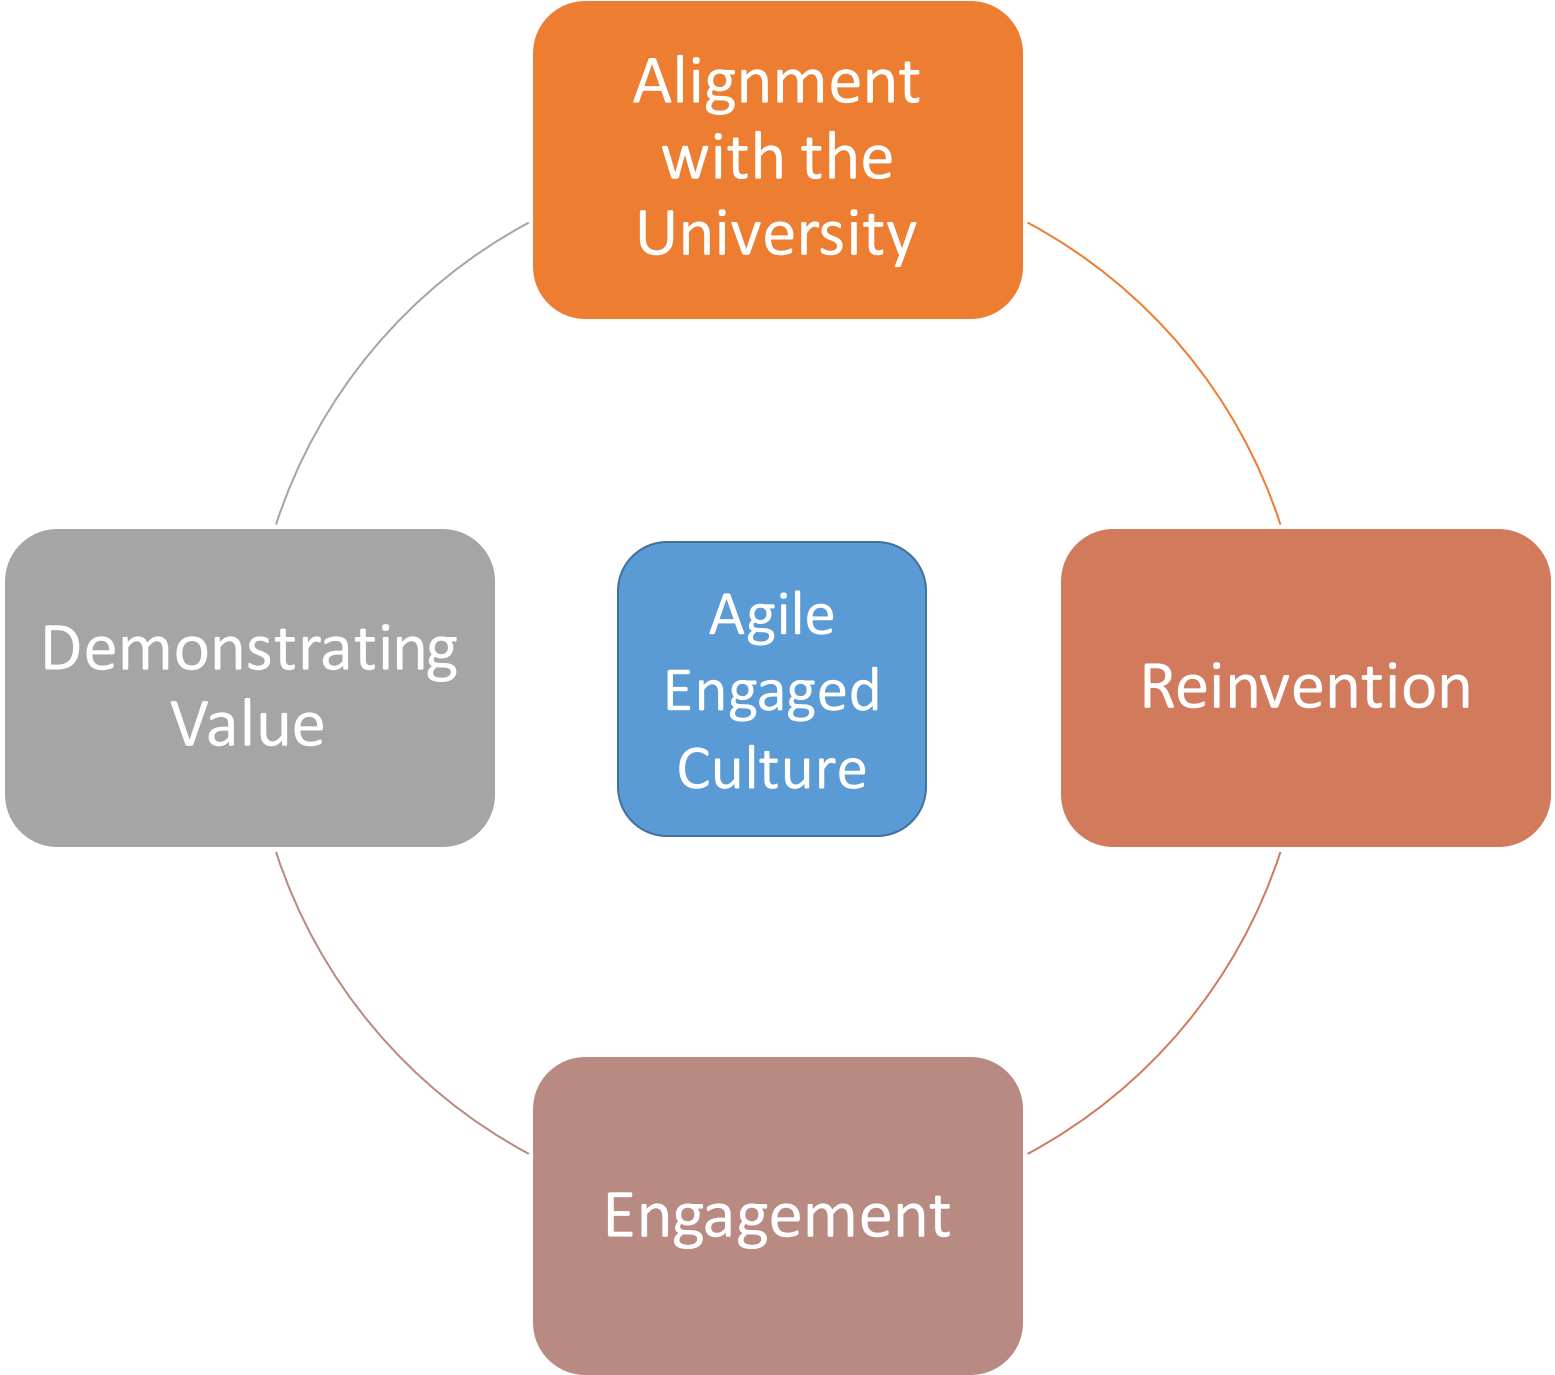 Alignment
with the
University
Demonstrating
Value
Agile
Engaged
Culture
Reinvention
Engagement